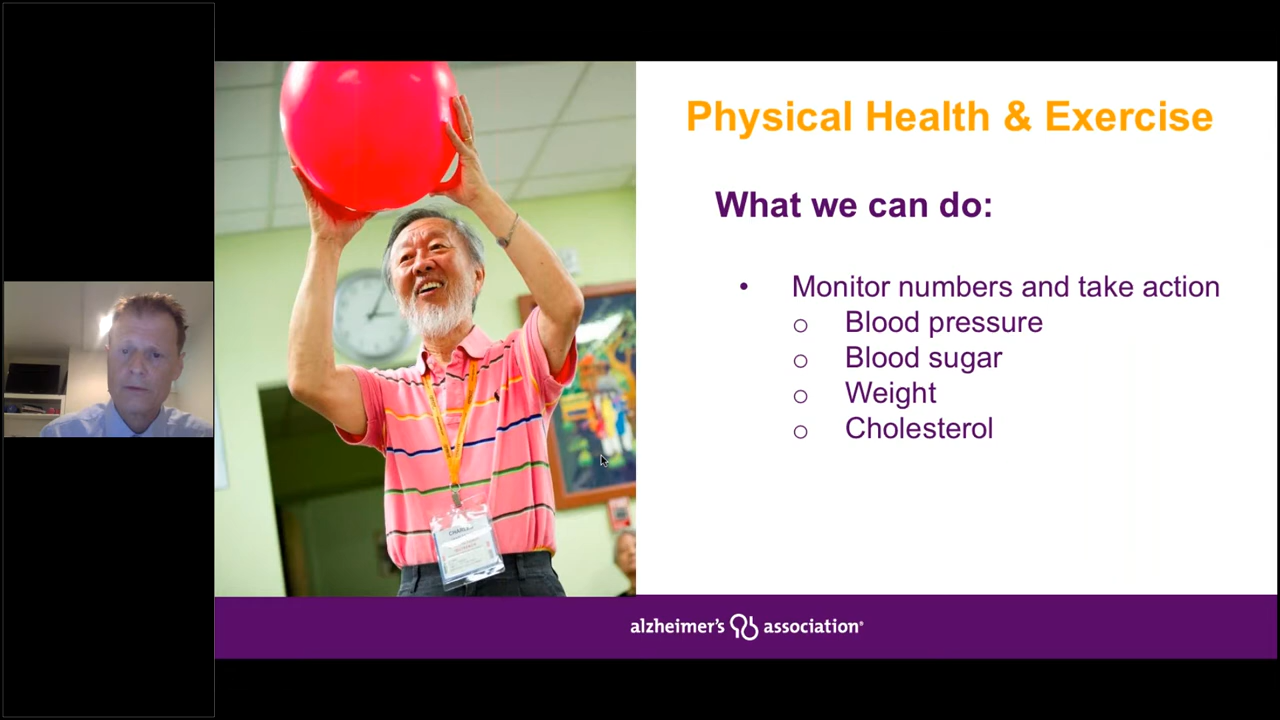 Physical Health & Exercise
What we can do:
• Monitor numbers and take action
o Blood pressure
o Blood sugar
o Weight
o Cholesterol
CHARLES
alzheimer's association®